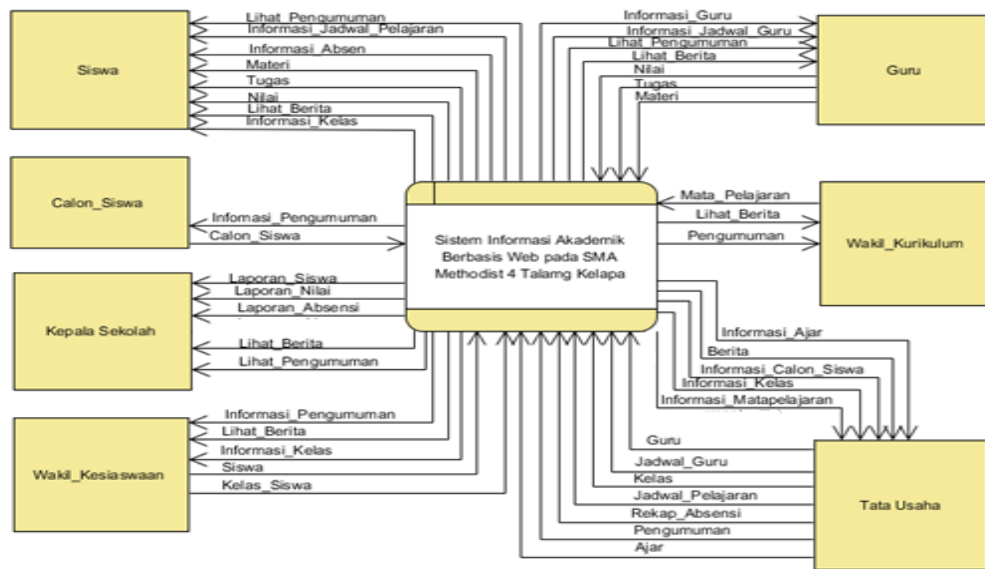 Siswa
Lihat_Pengumuman
Informasi_Jadwal_Pelajaran
Informasi_Absen
Materi
Tugas
Nilai
Lihat_Berita
Informasi_Kelas
Informasi_Guru
Informasi_Jadwal_Guru
Lihat_Pengumuman
Lihat_Berita
Nilai
Tugas
Materi
Guru
Calon_Siswa
Infomasi_Pengumuman
Calon_Siswa
Sistem Informasi Akademik
Berbasis Web pada SMA
Methodist 4 Talamg Kelapa
Mata_Pelajaran
Lihat_Berita
Pengumuman
Wakil_Kurikulum
Kepala Sekolah
Laporan_Siswa
Laporan_Nilai
Laporan_Absensi
Lihat_Berita
Lihat_Pengumuman
Informasi_Ajar
Berita
Informasi_Calon_Siswa
Informasi_Kelas
Informasi_Matapelajaran
Wakil_Kesiaswaan
Informasi_Pengumuman
Lihat_Berita
Informasi_Kelas
Siswa
Kelas_Siswa
Guru
Jadwal_Guru
Kelas
Jadwal_Pelajaran
Rekap_Absensi
Pengumuman
Ajar
Tata Usaha